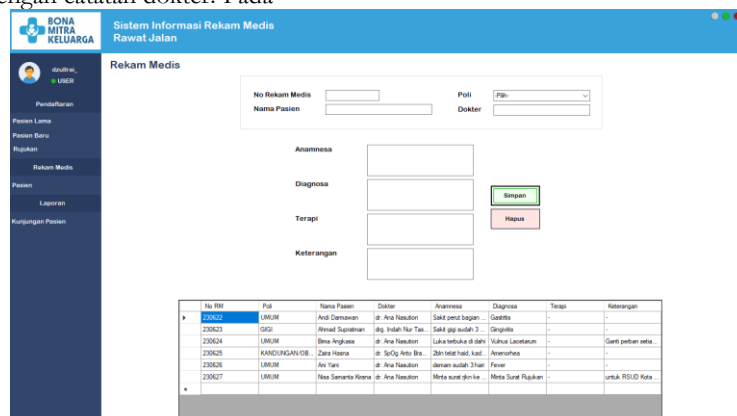 engan catatan dokter. Pada
BONA
MITRA
KELUARGA
Sistem Informasi Rekam Medis
Rawat Jalan
dzultrai_
USER
Rekam Medis
Pendaftaran
Pasien Lama
Pasien Baru
Rujukan
Rekam Medis
Pasien
Laporan
Kunjungan Pasien
No Rekam Medis
Poli
-Pilih-
Nama Pasien
Dokter
Anamnesa
Diagnosa
Simpan
Terapi
Hapus
Keterangan
No RM Poli Nama Pasien Dokter Anamnesa Diagnosa Terapi Keterangan
230622 UMUM Andi Darmawan dr. Ana Nasution Sakit perut bagian ... Gastritis - -
230623 GIGI Ahmad Supratman drg. Indah Nur Tas... Sakit gigi sudah 3 ... Gingivitis - -
230624 UMUM Bima Angkasa dr. Ana Nasution Luka terbuka di dahi Vulnus Laceratum - Ganti perban setia...
230625 KANDUNGAN/OB... Zaira Hasna dr. SpOg Anto Bra... 2bln telat haid, kad... Amenorhea - -
230626 UMUM Ani Yani dr. Ana Nasution demam sudah 3 hari Fever - -
230627 UMUM Nisa Samanta Kirana dr. Ana Nasution Minta surat rjkn ke ... Minta Surat Rujukan - untuk RSUD Kota ...